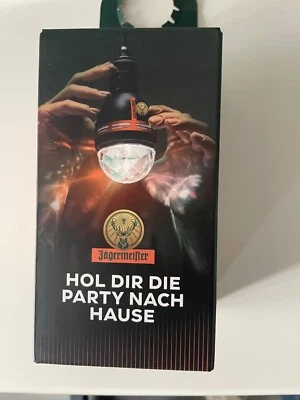 Jägermeister
HOL DIR DIE
PARTY NACH
HAUSE